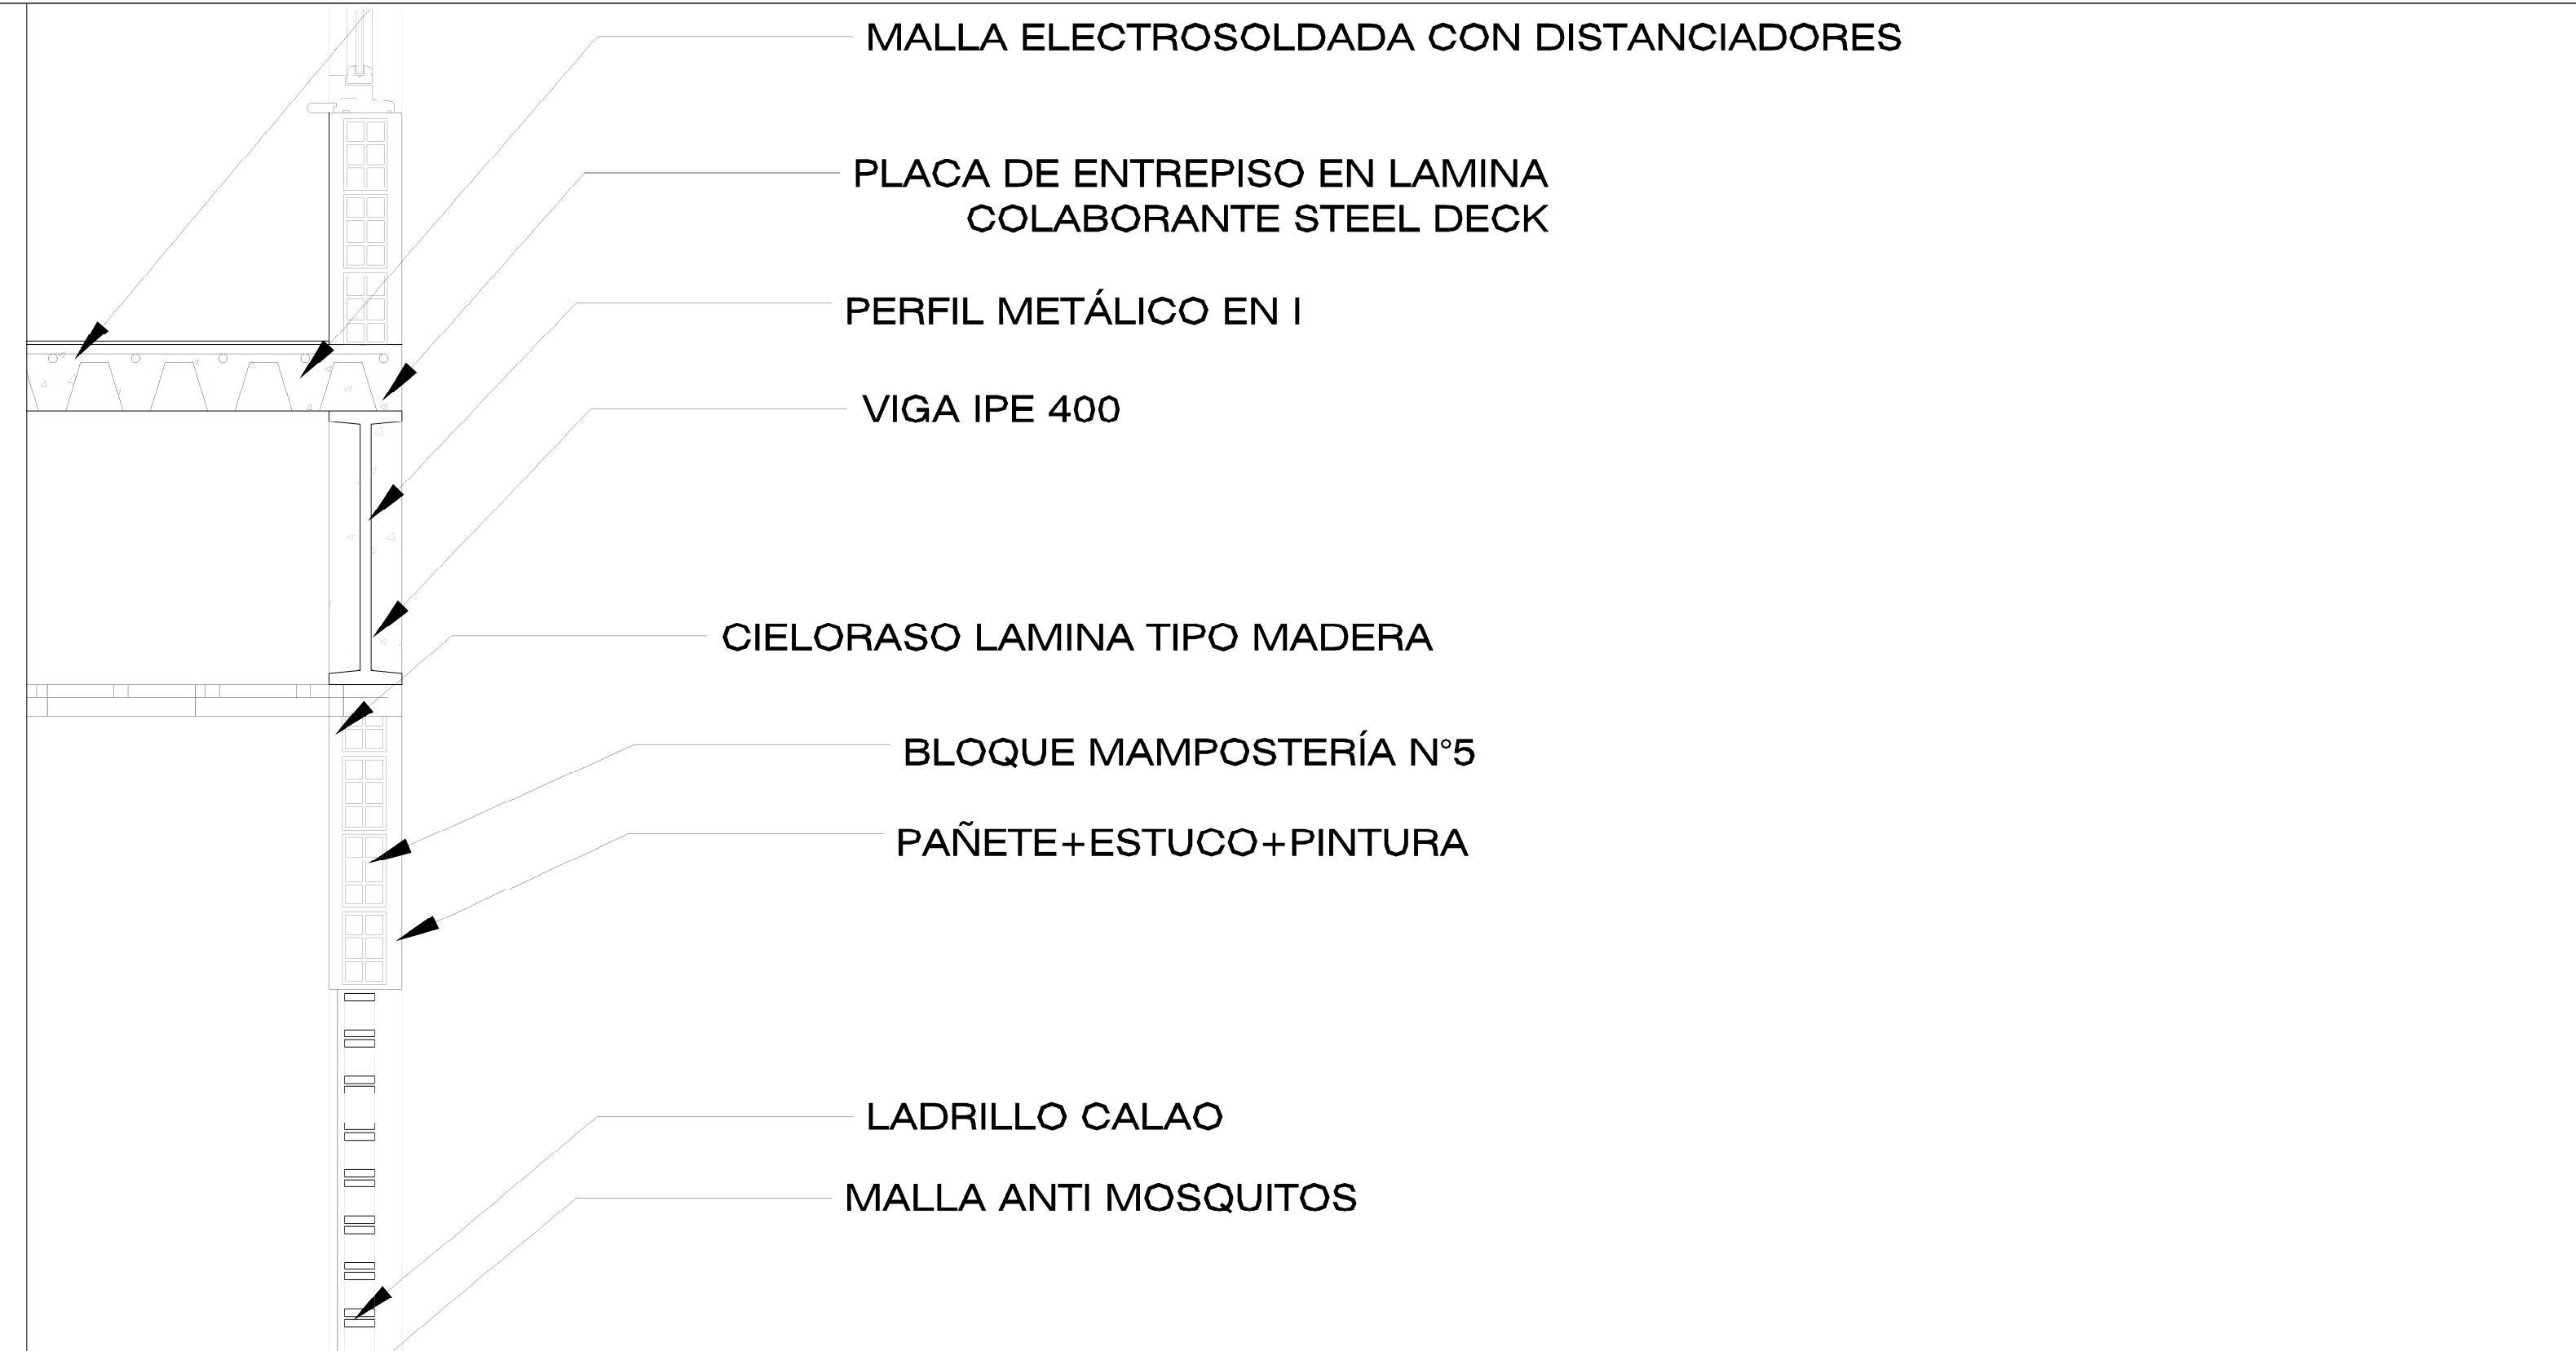 MALLA ELECTROSOLDADA CON DISTANCIADORES
PLACA DE ENTREPISO EN LAMINA
COLABORANTE STEEL DECK
PERFIL METÁLICO EN I
VIGA IPE 400
CIELORASO LAMINA TIPO MADERA
BLOQUE MAMPOSTERÍA N°5
PAÑETE+ESTUCO+PINTURA
LADRILLO CALAO
MALLA ANTI MOSQUITOS